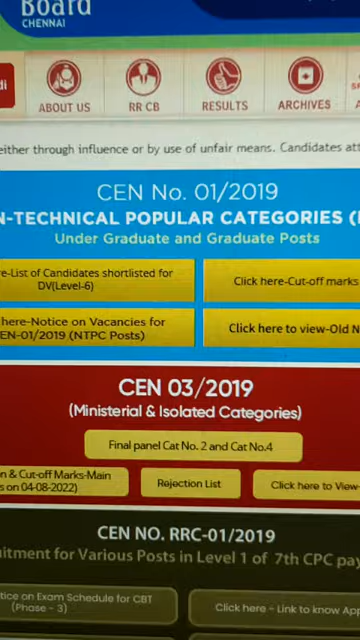 Board
CHENNAI
di
ABOUT US
RR CB
RESULTS
ARCHIVES
either through influence or by use of unfair means. Candidates
CEN No. 01/2019
N-TECHNICAL POPULAR CATEGORIES (
Under Graduate and Graduate Posts
e-List of Candidates shortlisted for
DV(Level-6)
Click here-Cut-off marks
here-Notice on Vacancies for
EN-01/2019 (NTPC Posts)
Click here to view-Old N
CEN 03/2019
(Ministerial & Isolated Categories)
Final panel Cat No. 2 and Cat No.4
n & Cut-off Marks-Main
s on 04-08-2022)
Rejection List
Click here to View-
CEN NO. RRC-01/2019
uitment for Various Posts in Level 1 of 7th CPC pay
tice on Exam Schedule for CBT
(Phase - 3)
Click here - Link to know App